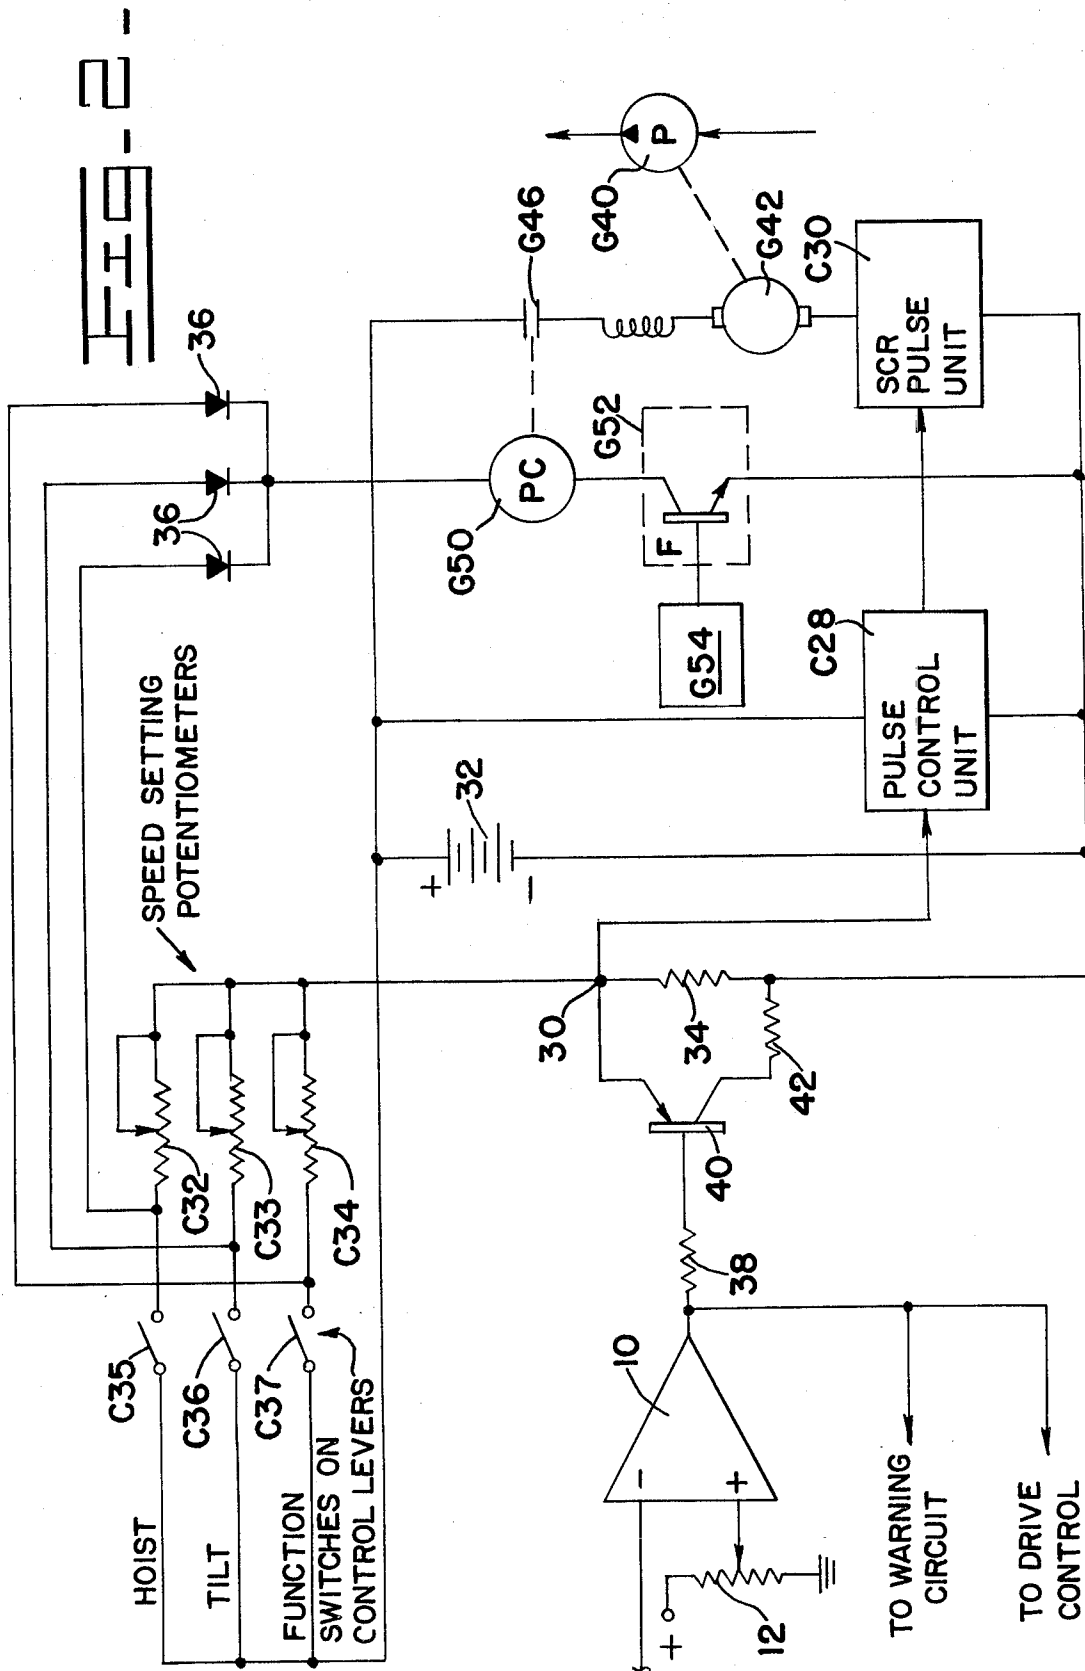 FIG-2-
HOIST
TILT
FUNCTION
SWITCHES ON
CONTROL LEVERS
C35
C36
C37
C32
C33
C34
SPEED SETTING
POTENTIOMETERS
36
36
+
32
-
G50
PC
G46
G40
P
G42
G52
F
G54
C30
SCR
PULSE
UNIT
C28
PULSE
CONTROL
UNIT
30
34
42
40
38
10
-
+
+
12
TO WARNING
CIRCUIT
TO DRIVE
CONTROL